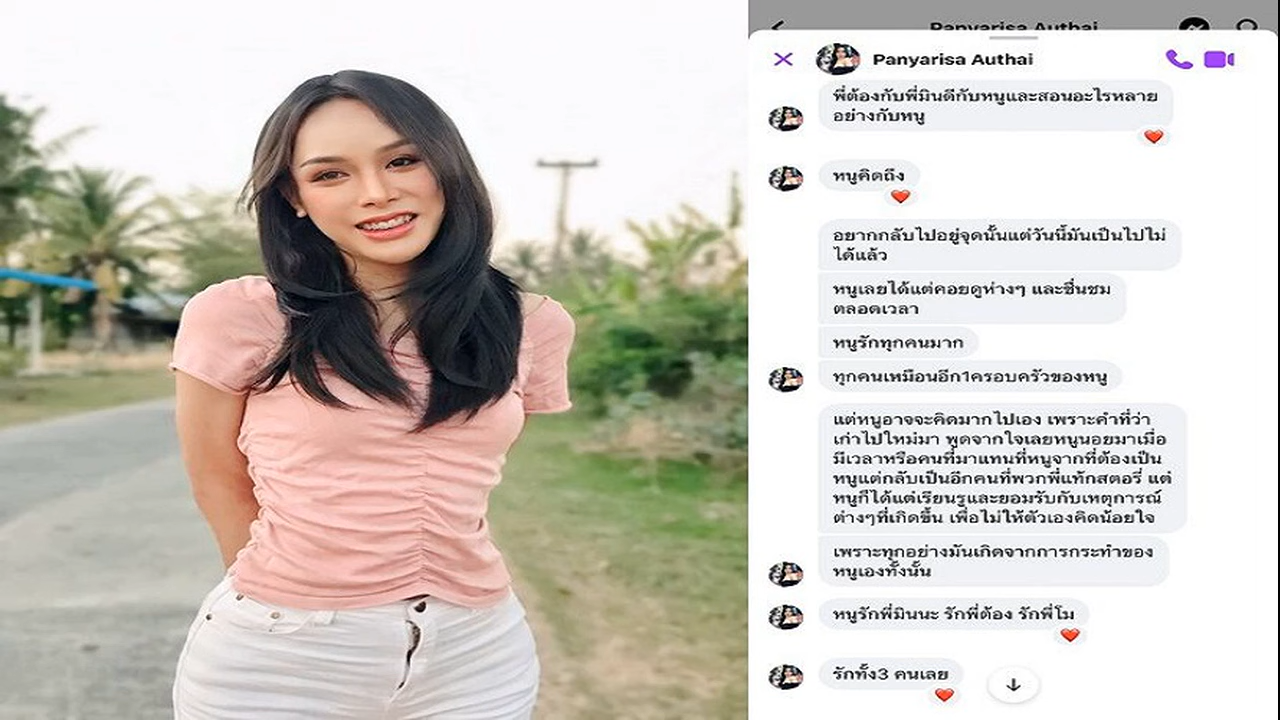 Panyarisa Authai
Panyarisa Authai
พี่ต้องกับพี่มินดีกับหนูและสอนอะไรหลาย
อย่างกับหนู
หนูคิดถึง
อยากกลับไปอยู่จุดนั้นแต่วันนี้มันเป็นไปไม่
ได้แล้ว
หนูเลยได้แต่คอยดูห่างๆ และชื่นชม
ตลอดเวลา
หนูรักทุกคนมาก
ทุกคนเหมือนอีก1ครอบครัวของหนู
แต่หนูอาจจะคิดมากไปเอง เพราะคำที่ว่า
เก่าไปใหม่มา พูดจากใจเลยหนูนอยมาเมื่อ
มีเวลาหรือคนที่มาแทนที่หนูจากที่ต้องเป็น
หนูแต่กลับเป็นอีกคนที่พวกพี่แท้กสตอรี่ แต่
หนูก็ได้แต่เรียนรูและยอมรับกับเหตุการณ์
ต่างๆที่เกิดขึ้น เพื่อไม่ให้ตัวเองคิดน้อยใจ
เพราะทุกอย่างมันเกิดจากการกระทำของ
หนูเองทั้งนั้น
หนูรักพี่มินนะ รักพี่ต้อง รักพี่โม
รักทั้ง3 คนเลย